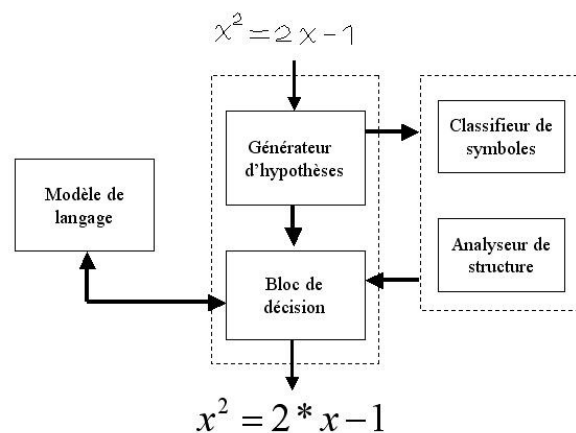 x² = 2x - 1
Générateur
d'hypothèses
Classifieur de
symboles
Modèle de
langage
Analyseur de
structure
Bloc de
décision
x² = 2 * x - 1